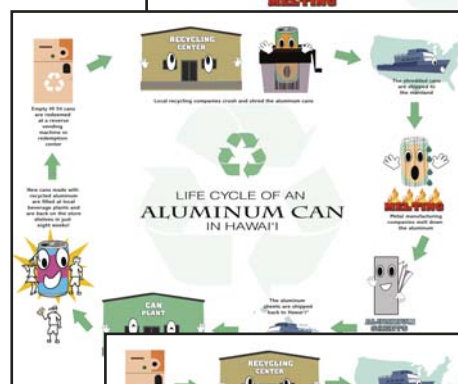 MELTING
RECYCLING
CENTER
Local recycling companies crush and shred the aluminum cans
The shredded cans
are shipped to
the mainland
Empty HI 5¢ cans
are redeemed
at a reverse
vending
machine or
redemption
center
LIFE CYCLE OF AN
ALUMINUM CAN
IN HAWAI'I
MELTING
Metal manufacturing
companies melt down
the aluminum
New cans made with
recycled aluminum
are filled at local
beverage plants and
are back on the store
shelves in just
eight weeks!
CAN
PLANT
The aluminum
sheets are shipped
back to Hawai'i
ALUMINUM
SHEETS
RECYCLING
CENTER